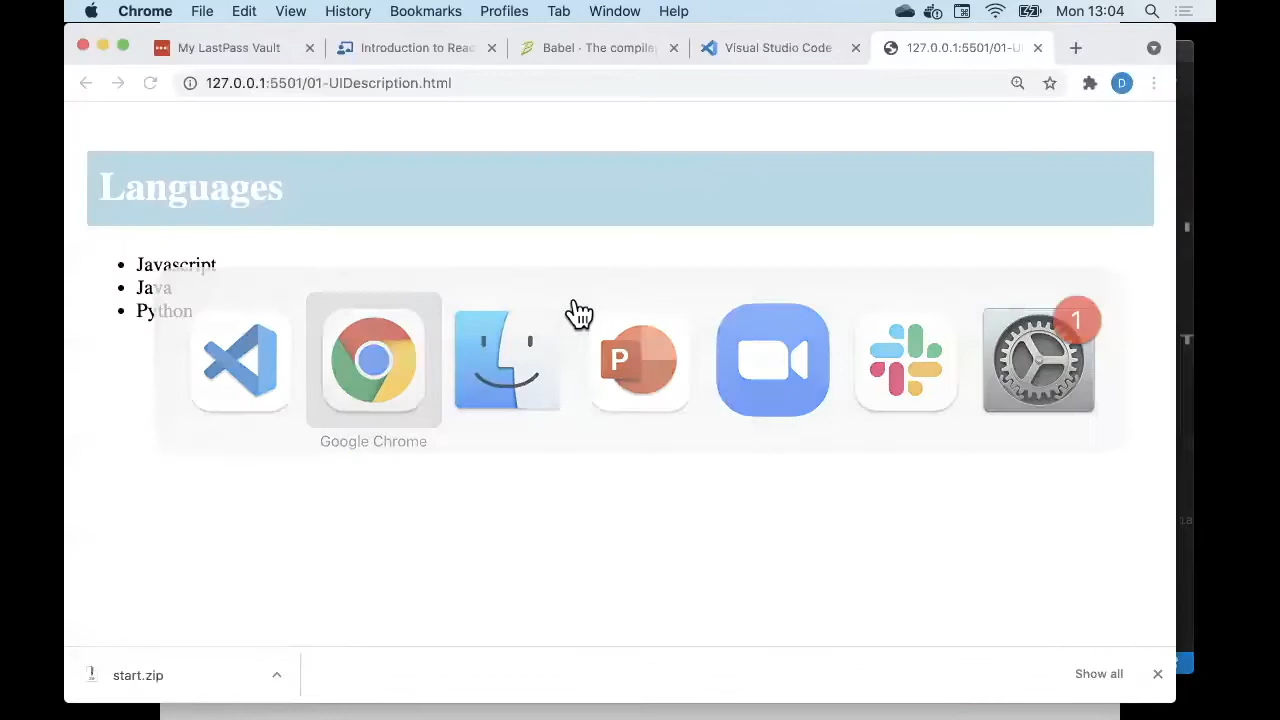 Chrome File Edit View History Bookmarks Profiles Tab Window Help Mon 13:04
My LastPass Vault Introduction to Rea Babel · The compile Visual Studio Code 127.0.0.1:5501/01-UI
127.0.0.1:5501/01-UIDescription.html D
Languages
Javascript
Java
Python
P
1
Google Chrome
start.zip Show all